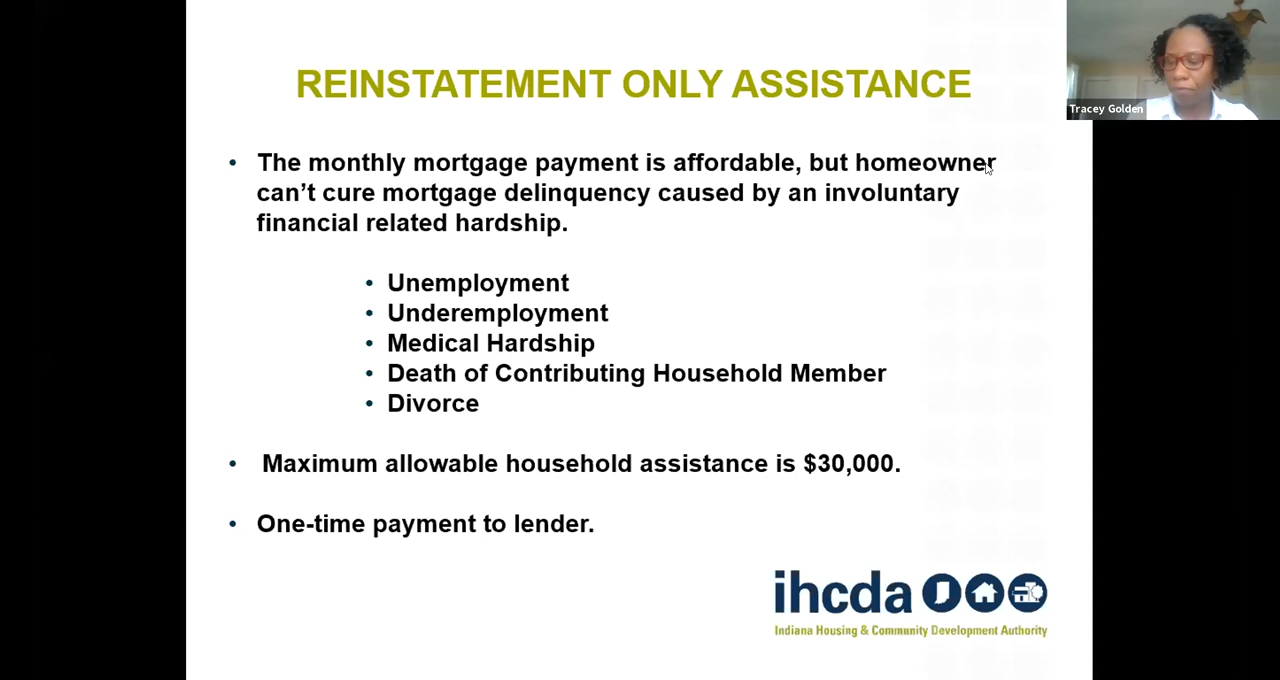 REINSTATEMENT ONLY ASSISTANCE
Tracey Golden
• The monthly mortgage payment is affordable, but homeowner
can’t cure mortgage delinquency caused by an involuntary
financial related hardship.
• Unemployment
• Underemployment
• Medical Hardship
• Death of Contributing Household Member
• Divorce
• Maximum allowable household assistance is $30,000.
• One-time payment to lender.
ihcda
Indiana Housing & Community Development Authority